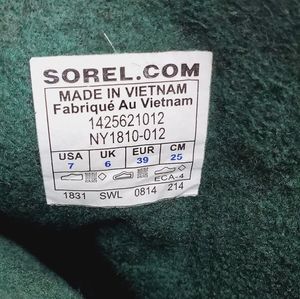 SOREL.COM
MADE IN VIETNAM
Fabriqué Au Vietnam
1425621012
NY1810-012
USA UK EUR CM
7 6 39 25
ECA-4
1831 SWL 0814 214